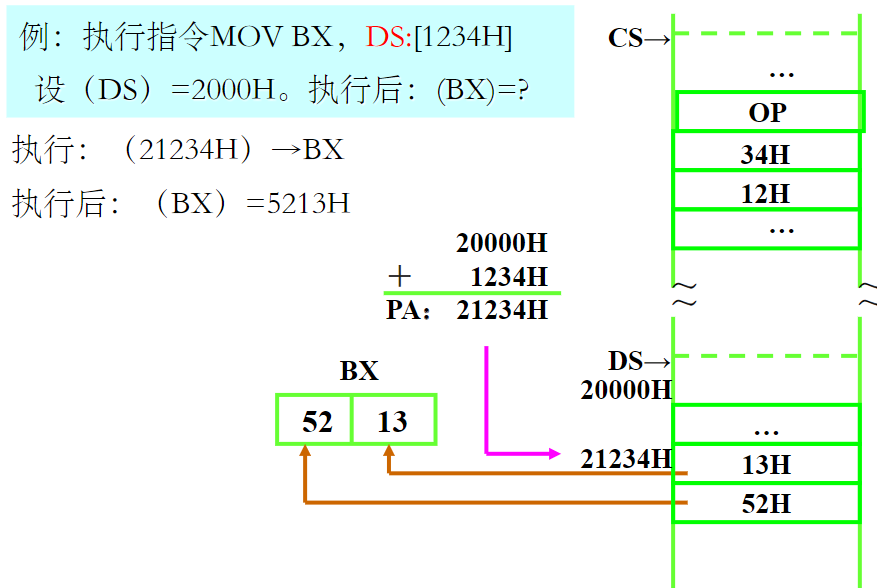 例：执行指令MOV BX，DS:[1234H]
设（DS）=2000H。执行后：(BX)=?
执行：（21234H）→BX
执行后：（BX）=5213H
20000H
＋ 1234H
PA： 21234H
BX
52 13
CS→
…
OP
34H
12H
…
≈ ≈
DS→
20000H
…
21234H 13H
52H